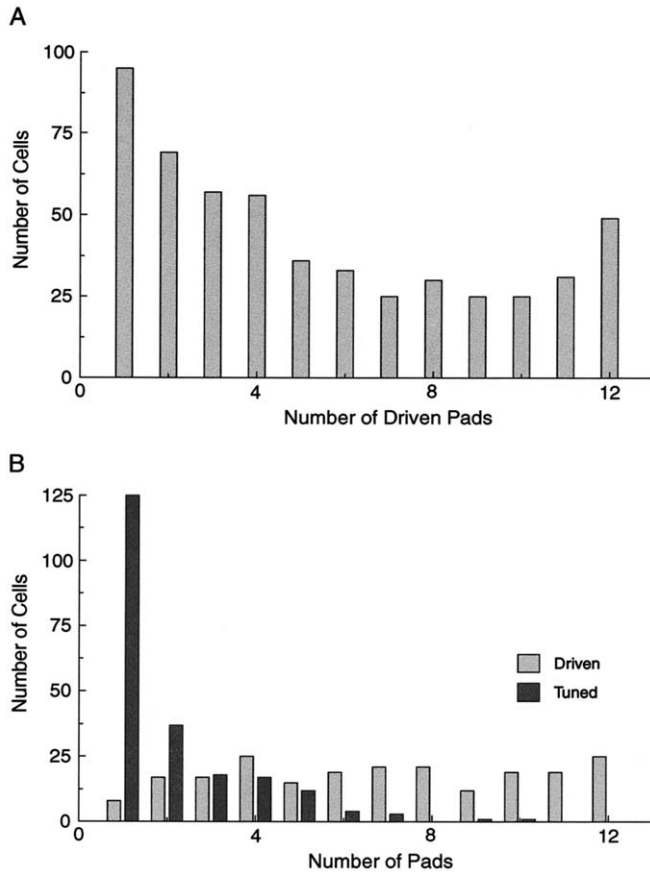 A
100
75
50
25
0
Number of Cells
0 4 8 12
Number of Driven Pads
B
125
100
75
50
25
0
Number of Cells
Driven
Tuned
0 4 8 12
Number of Pads